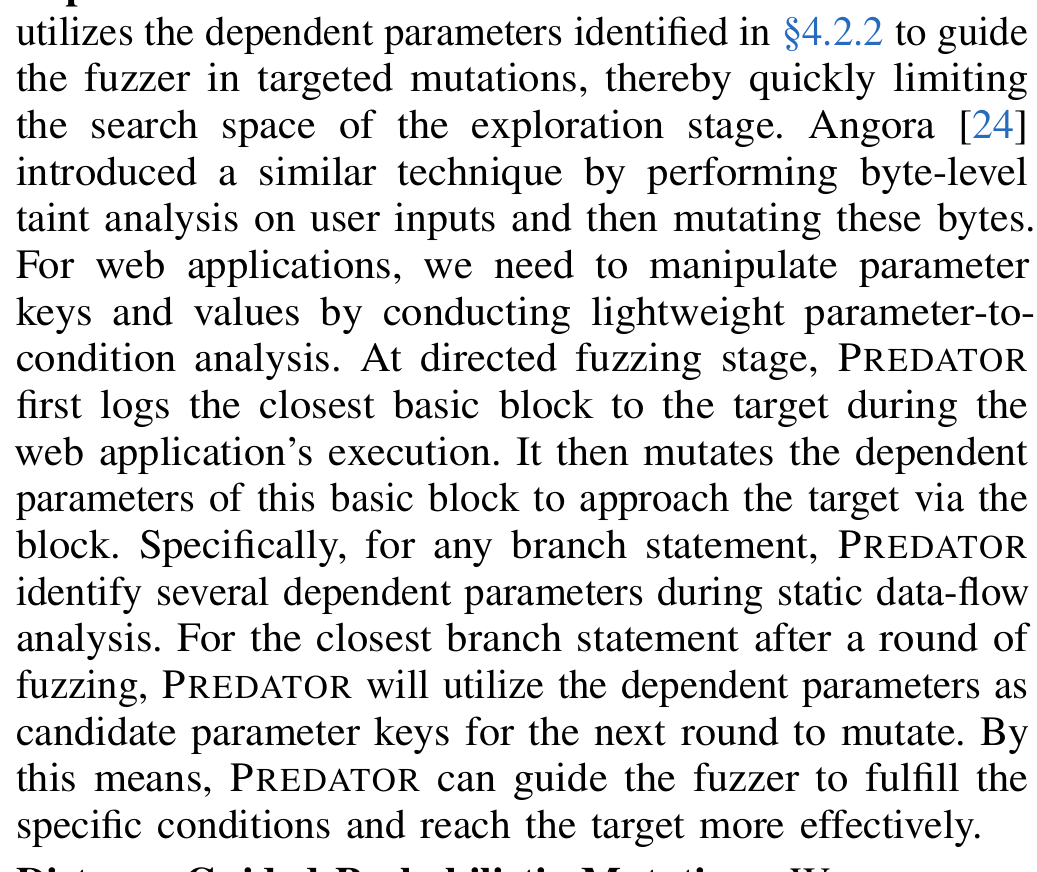 utilizes the dependent parameters identified in §4.2.2 to guide
the fuzzer in targeted mutations, thereby quickly limiting
the search space of the exploration stage. Angora [24]
introduced a similar technique by performing byte-level
taint analysis on user inputs and then mutating these bytes.
For web applications, we need to manipulate parameter
keys and values by conducting lightweight parameter-to-
condition analysis. At directed fuzzing stage, PREDATOR
first logs the closest basic block to the target during the
web application's execution. It then mutates the dependent
parameters of this basic block to approach the target via the
block. Specifically, for any branch statement, PREDATOR
identify several dependent parameters during static data-flow
analysis. For the closest branch statement after a round of
fuzzing, PREDATOR will utilize the dependent parameters as
candidate parameter keys for the next round to mutate. By
this means, PREDATOR can guide the fuzzer to fulfill the
specific conditions and reach the target more effectively.